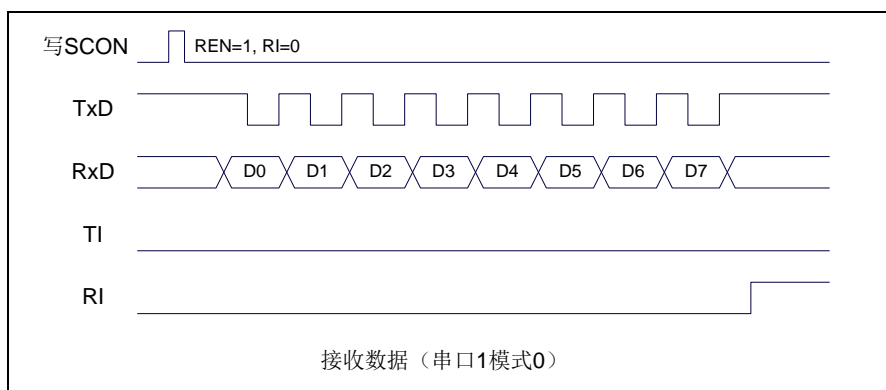 写SCON REN=1, RI=0
TxD
RxD D0 D1 D2 D3 D4 D5 D6 D7
TI
RI
接收数据（串口1模式0）